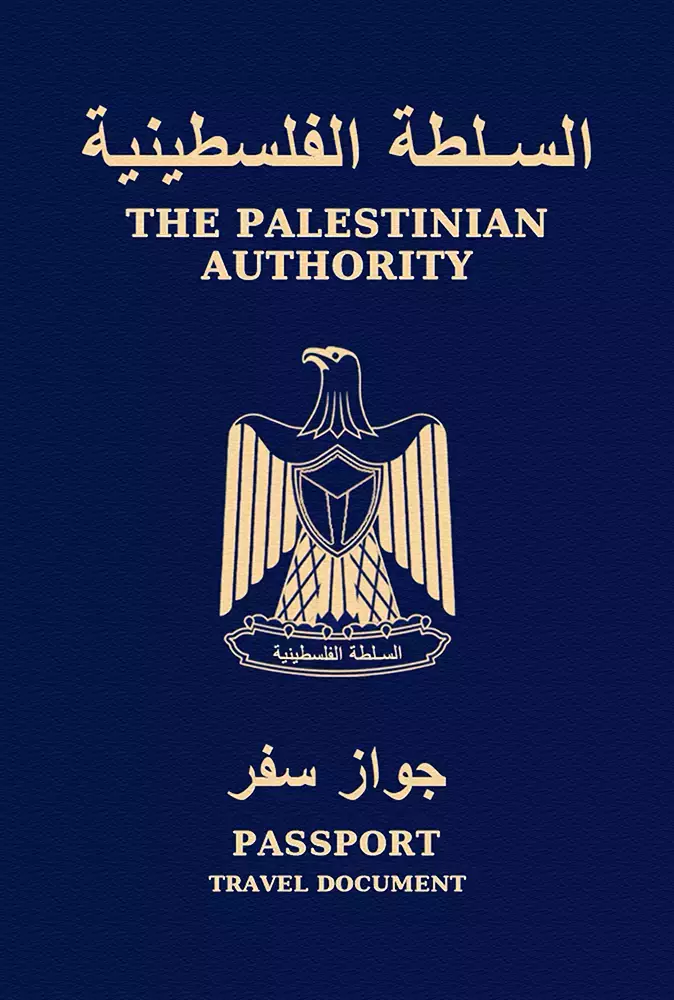 السلطة الفلسطينية
THE PALESTINIAN
AUTHORITY
السلطة الفلسطينية
جواز سفر
PASSPORT
TRAVEL DOCUMENT